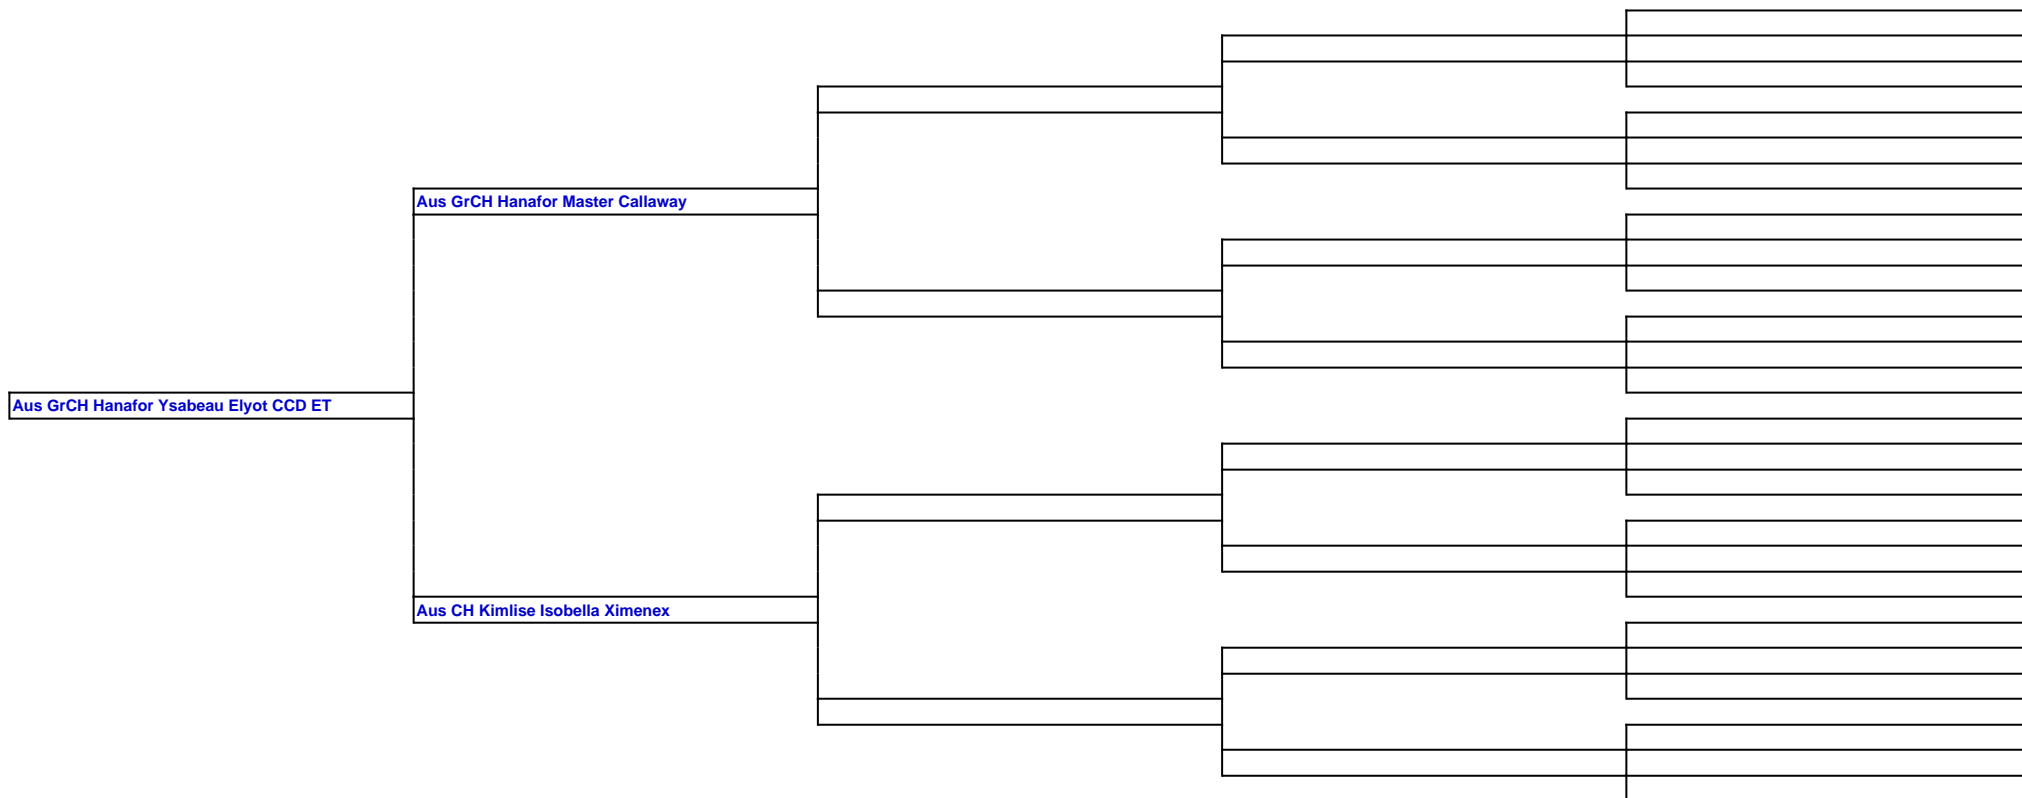 Aus GrCH Hanafor Master Callaway
Aus GrCH Hanafor Ysabeau Elyot CCD ET
Aus CH Kimlise Isobella Ximenex